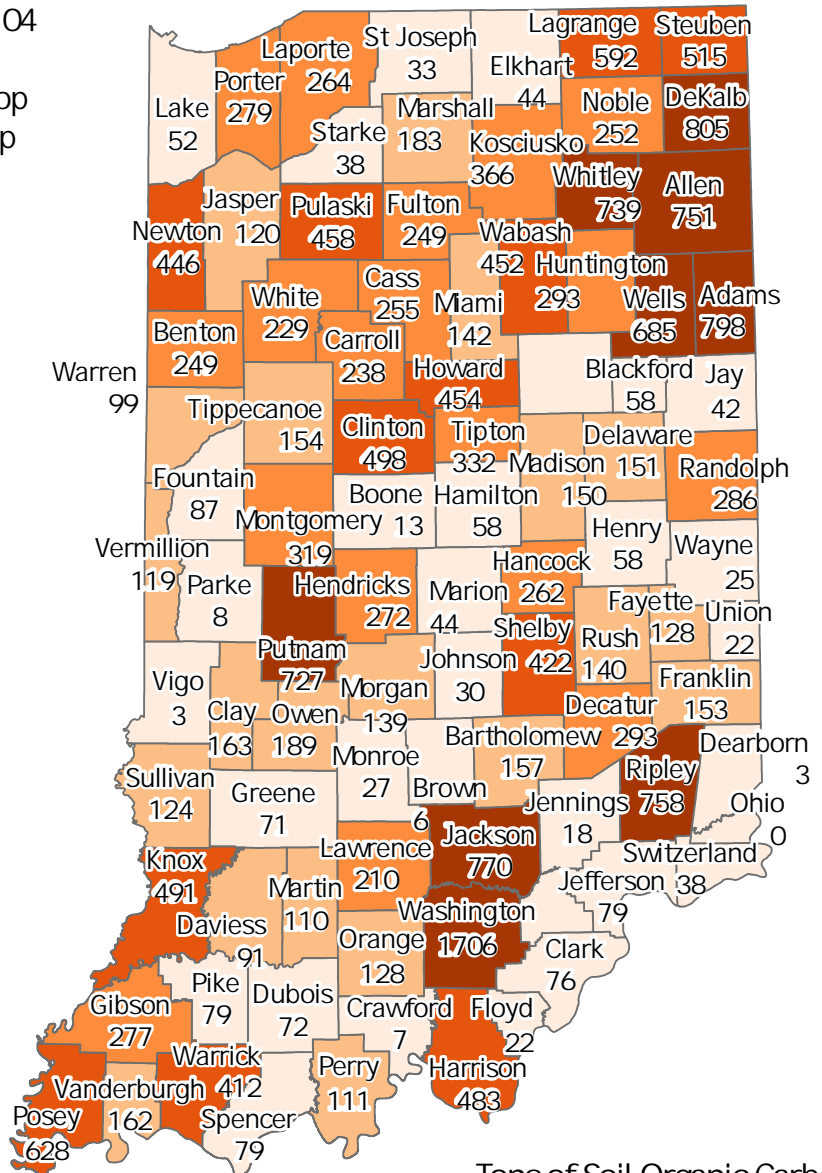 04
op
p
Lake
52
Porter
279
Laporte
264
St Joseph
33
Elkhart
44
Lagrange
592
Steuben
515
Noble
252
DeKalb
805
Starke
38
Marshall
183
Kosciusko
366
Whitley
739
Allen
751
Newton
446
Jasper
120
Pulaski
458
Fulton
249
Wabash
452
Huntington
293
Wells
685
Adams
798
White
229
Cass
255
Miami
142
Benton
249
Carroll
238
Howard
454
Blackford
58
Jay
42
Warren
99
Tippecanoe
154
Clinton
498
Tipton
332
Madison
150
Delaware
151
Randolph
286
Fountain
87
Montgomery
319
Boone
13
Hamilton
58
Henry
58
Wayne
25
Vermillion
119
Parke
8
Hendricks
272
Marion
44
Hancock
262
Fayette
128
Union
22
Putnam
727
Shelby
422
Rush
140
Johnson
30
Franklin
153
Vigo
3
Clay
163
Owen
189
Morgan
139
Decatur
293
Bartholomew
157
Dearborn
3
Ripley
758
Sullivan
124
Greene
71
Monroe
27
Brown
6
Jennings
18
Ohio
0
Switzerland
38
Knox
491
Lawrence
210
Jackson
770
Jefferson
79
Daviess
91
Martin
110
Orange
128
Washington
1706
Clark
76
Gibson
277
Pike
79
Dubois
72
Crawford
7
Floyd
22
Harrison
483
Posey
628
Vanderburgh
162
Warrick
412
Spencer
79
Perry
111
Tons of Soil Organic Carb